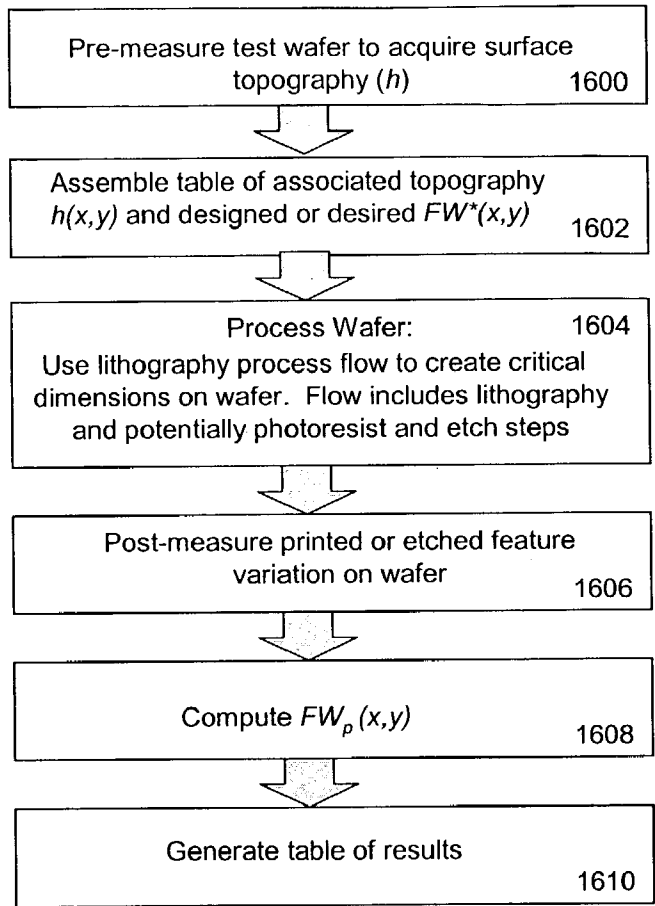 Pre-measure test wafer to acquire surface
topography (h) 1600
Assemble table of associated topography
h(x,y) and designed or desired FW*(x,y) 1602
Process Wafer: 1604
Use lithography process flow to create critical
dimensions on wafer. Flow includes lithography
and potentially photoresist and etch steps
Post-measure printed or etched feature
variation on wafer 1606
Compute FWp (x,y) 1608
Generate table of results
1610